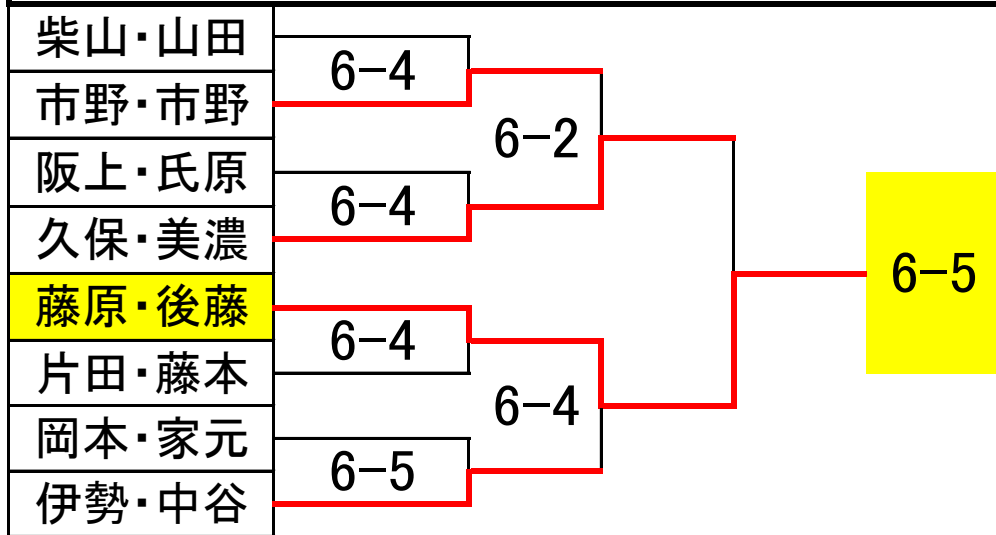 柴山・山田
6-4
市野・市野
6-2
阪上・氏原
6-4
久保・美濃
6-5
藤原・後藤
6-4
片田・藤本
6-4
岡本・家元
6-5
伊勢・中谷